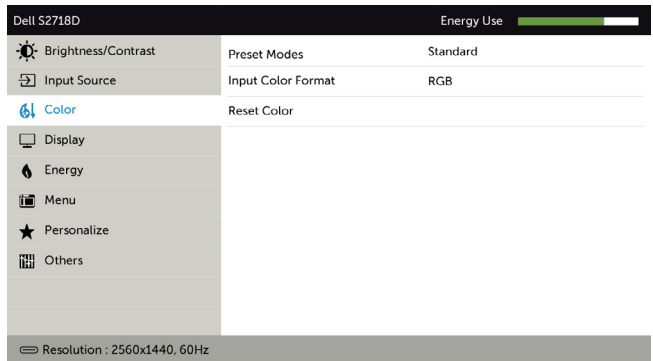 Dell S2718D Energy Use
Brightness/Contrast
Preset Modes Standard
Input Source
Input Color Format RGB
Color
Reset Color
Display
Energy
Menu
Personalize
Others
Resolution : 2560x1440, 60Hz